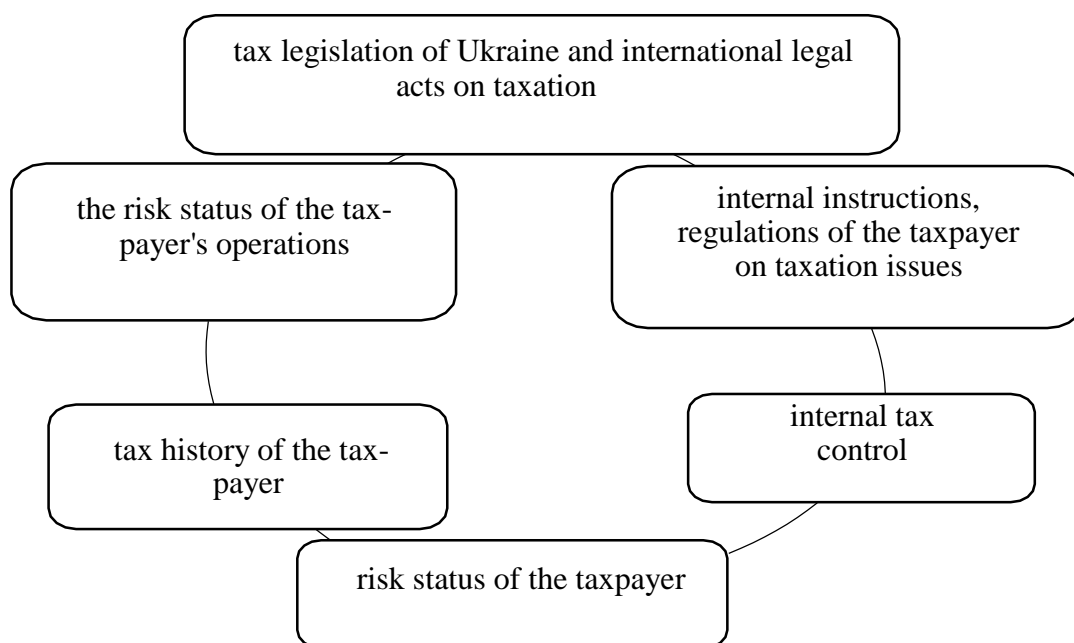 tax legislation of Ukraine and international legal
acts on taxation
the risk status of the tax-
payer's operations
internal instructions,
regulations of the taxpayer
on taxation issues
tax history of the tax-
payer
internal tax
control
risk status of the taxpayer